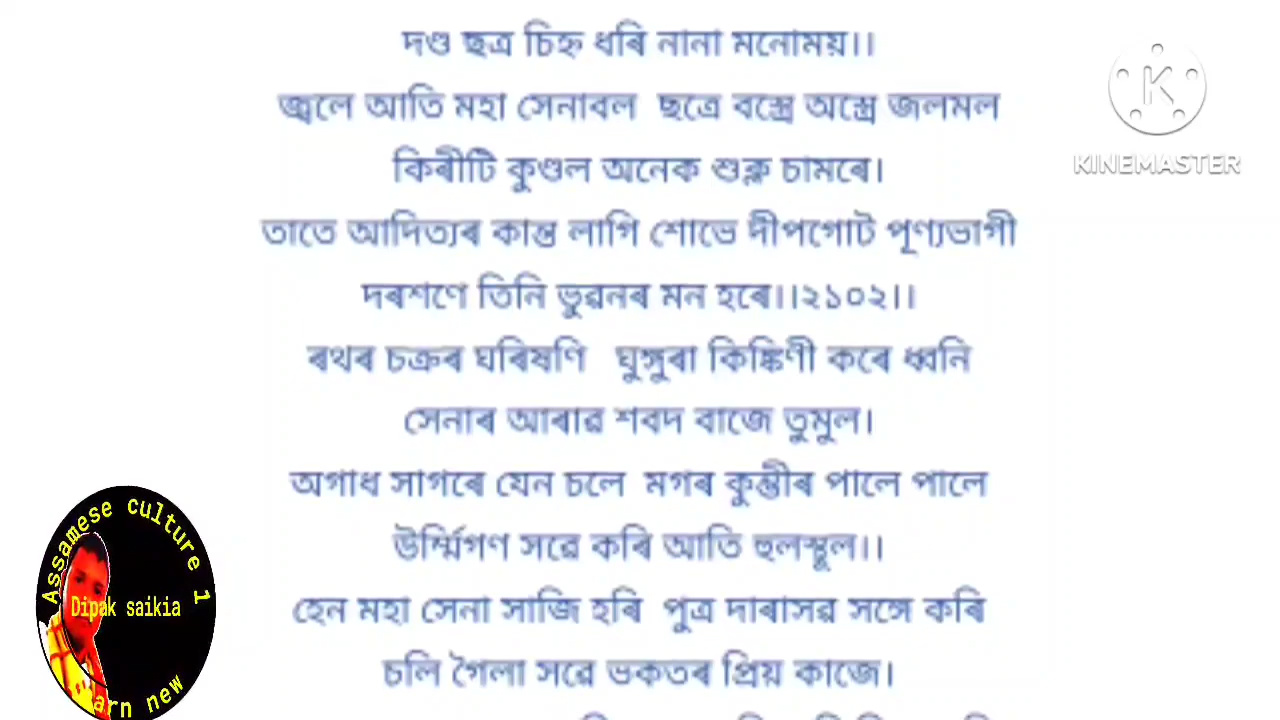 দণ্ড ছত্ৰ চিহ্ন ধৰি নানা মনোময়।।
জ্বলে আতি মহা সেনাবল ছত্ৰে বস্ত্ৰে অস্ত্ৰে জলমল
কিৰীটি কুণ্ডল অনেক শুক্ল চামৰে।
তাতে আদিত্যৰ কান্ত লাগি শোভে দীপগোট পূণ্যভাগী
দৰশণে তিনি ভুৱনৰ মন হৰে।।২১০২।।
ৰথৰ চক্ৰৰ ঘৰিষণি ঘুঙ্গুৰা কিঙ্কিণী কৰে ধ্বনি
সেনাৰ আৰাৱ শবদ বাজে তুমুল।
অগাধ সাগৰে যেন চলে মগৰ কুম্ভীৰ পালে পালে
উৰ্ম্মিগণ সৱে কৰি আতি হুলস্থূল।।
হেন মহা সেনা সাজি হৰি পুত্ৰ দাৰাসৱ সঙ্গে কৰি
চলি গৈলা সৱে ভকতৰ প্ৰিয় কাজে।
KINEMASTER
Assamese culture 1
Dipak saikia
arn new